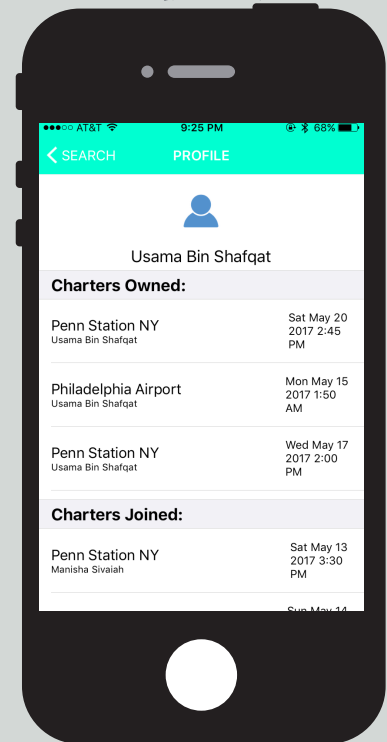 AT&T 9:25 PM 68%
SEARCH PROFILE
Usama Bin Shafqat
Charters Owned:
Penn Station NY
Usama Bin Shafqat
Sat May 20
2017 2:45
PM
Philadelphia Airport
Usama Bin Shafqat
Mon May 15
2017 1:50
AM
Penn Station NY
Usama Bin Shafqat
Wed May 17
2017 2:00
PM
Charters Joined:
Penn Station NY
Manisha Sivaiah
Sat May 13
2017 3:30
PM
Sun May 14